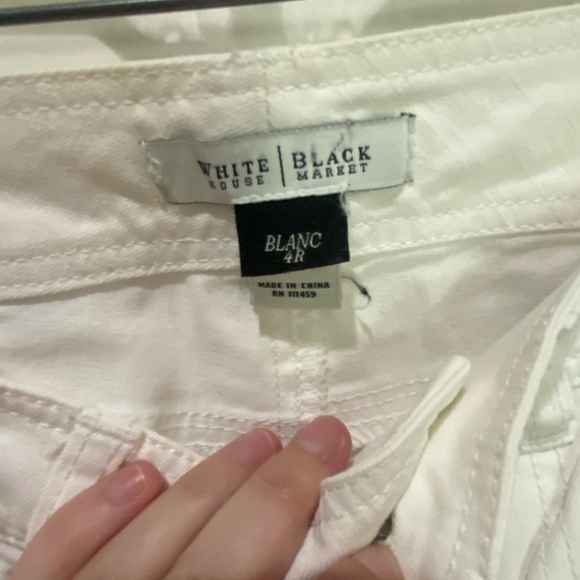 WHITE | BLACK
HOUSE MARKET
BLANC
4R
MADE IN CHINA
RN 111459